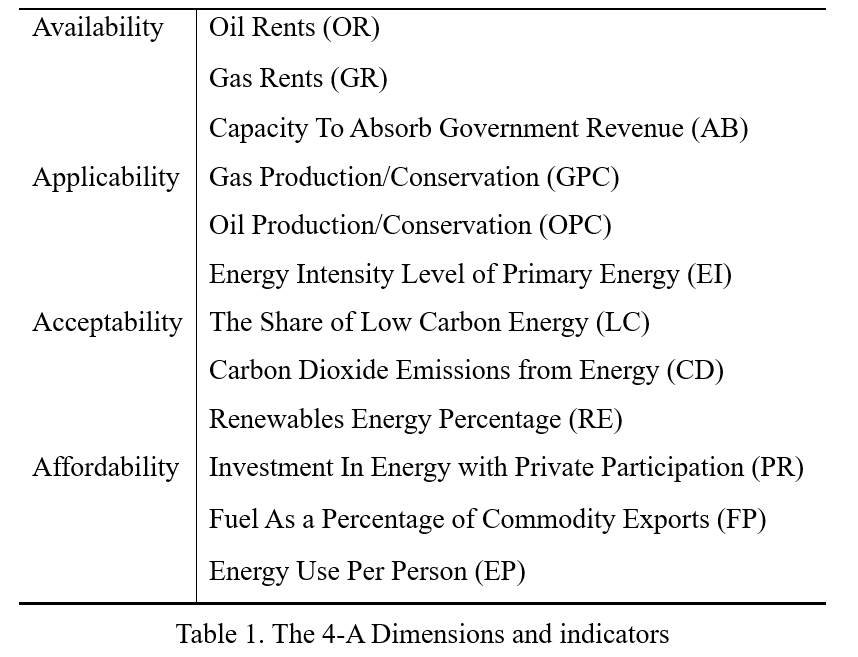 Availability Oil Rents (OR)
Gas Rents (GR)
Capacity To Absorb Government Revenue (AB)
Applicability Gas Production/Conservation (GPC)
Oil Production/Conservation (OPC)
Energy Intensity Level of Primary Energy (EI)
Acceptability The Share of Low Carbon Energy (LC)
Carbon Dioxide Emissions from Energy (CD)
Renewables Energy Percentage (RE)
Affordability Investment In Energy with Private Participation (PR)
Fuel As a Percentage of Commodity Exports (FP)
Energy Use Per Person (EP)
Table 1. The 4-A Dimensions and indicators